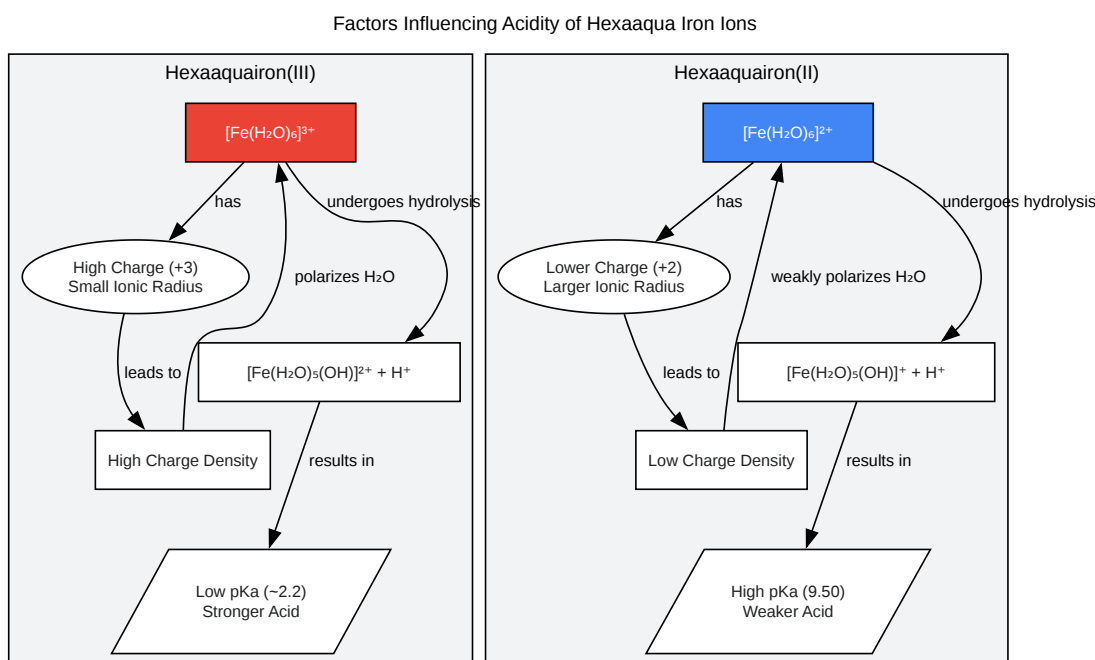 Factors Influencing Acidity of Hexaaqua Iron Ions
Hexaaquairon(III)
[Fe(H₂O)₆]³⁺
has
undergoes hydrolysis
High Charge (+3)
Small Ionic Radius
polarizes H₂O
leads to
[Fe(H₂O)₅(OH)]²⁺ + H⁺
High Charge Density
results in
Low pKa (~2.2)
Stronger Acid
Hexaaquairon(II)
[Fe(H₂O)₆]²⁺
has
undergoes hydrolysis
Lower Charge (+2)
Larger Ionic Radius
weakly polarizes H₂O
leads to
[Fe(H₂O)₅(OH)]⁺ + H⁺
Low Charge Density
results in
High pKa (9.50)
Weaker Acid